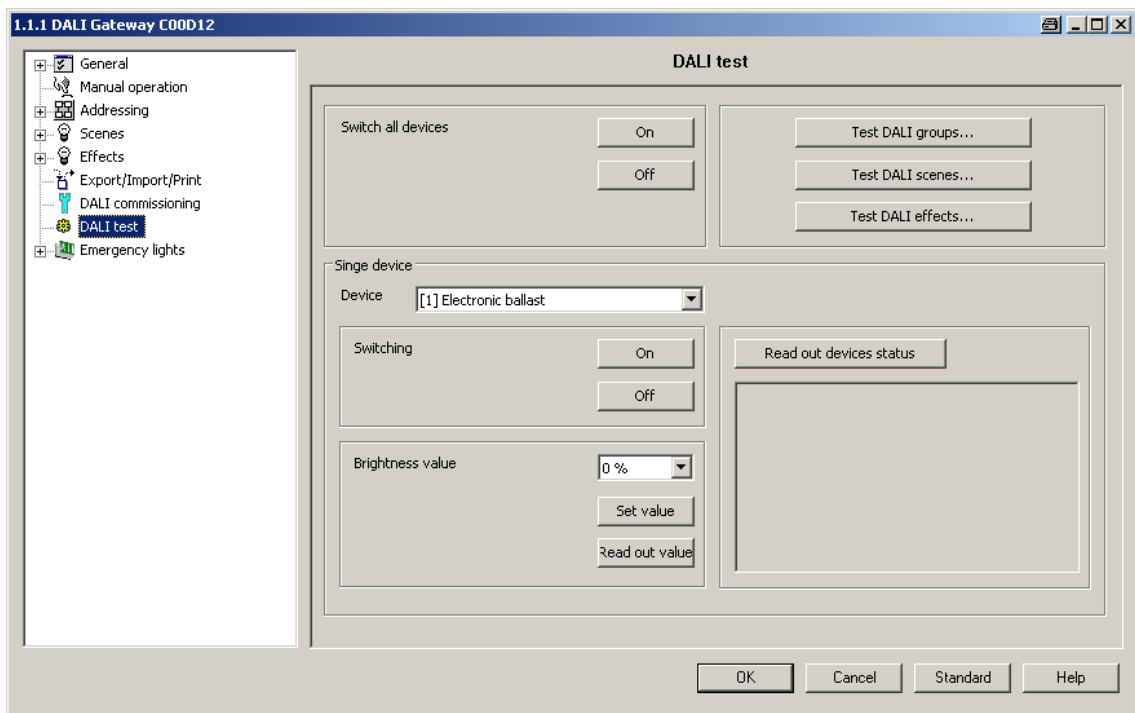 1.1.1 DALI Gateway C00D12
General
Manual operation
Addressing
Scenes
Effects
Export/Import/Print
DALI commissioning
DALI test
Emergency lights
DALI test
Switch all devices
On
Off
Test DALI groups...
Test DALI scenes...
Test DALI effects...
Singe device
Device
[1] Electronic ballast
Switching
On
Off
Read out devices status
Brightness value
0 %
Set value
Read out value
OK
Cancel
Standard
Help